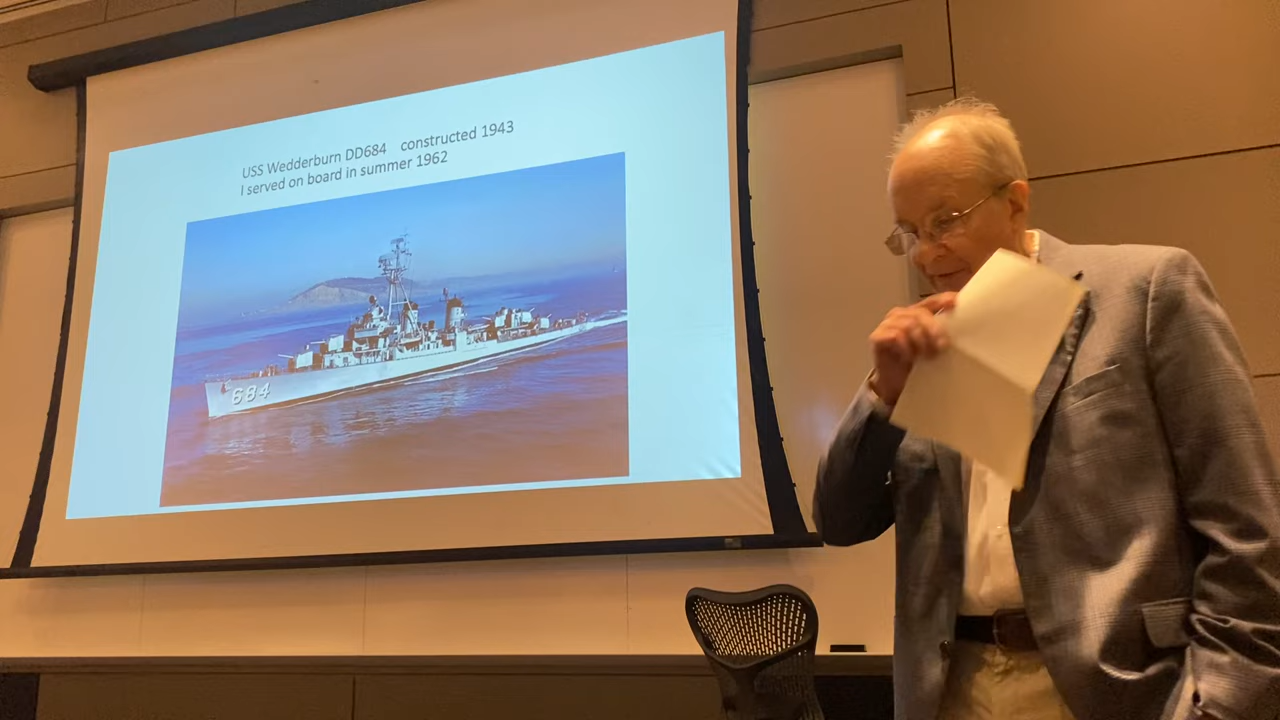 USS Wedderburn DD684 constructed 1943
I served on board in summer 1962
684